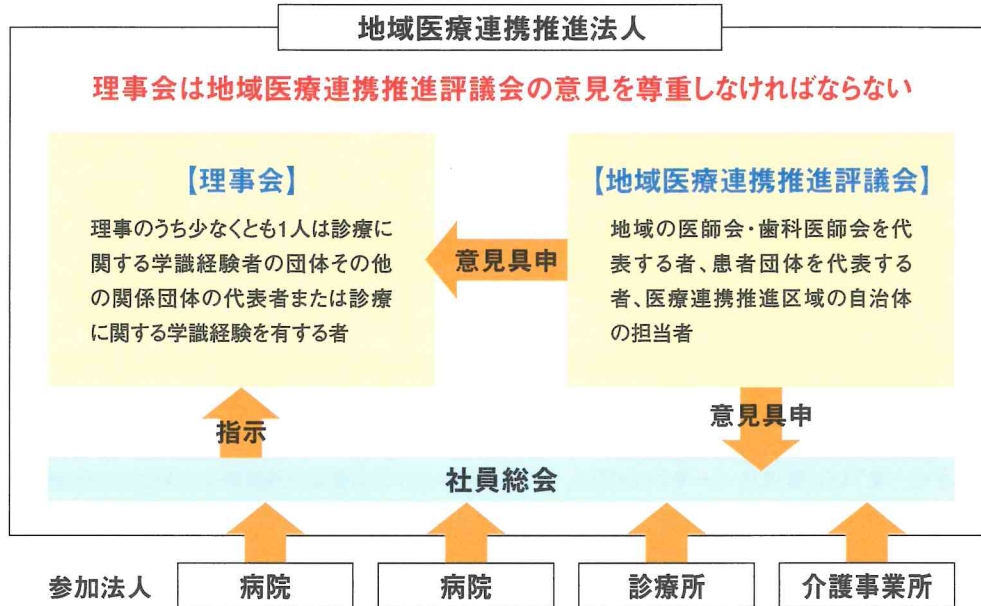 地域医療連携推進法人
理事会は地域医療連携推進評議会の意見を尊重しなければならない
【理事会】
理事のうち少なくとも1人は診療に
関する学識経験者の団体その他
の関係団体の代表者または診療
に関する学識経験を有する者
意見具申
【地域医療連携推進評議会】
地域の医師会・歯科医師会を代
表する者、患者団体を代表する
者、医療連携推進区域の自治体
の担当者
指示
意見具申
社員総会
参加法人
病院
病院
診療所
介護事業所